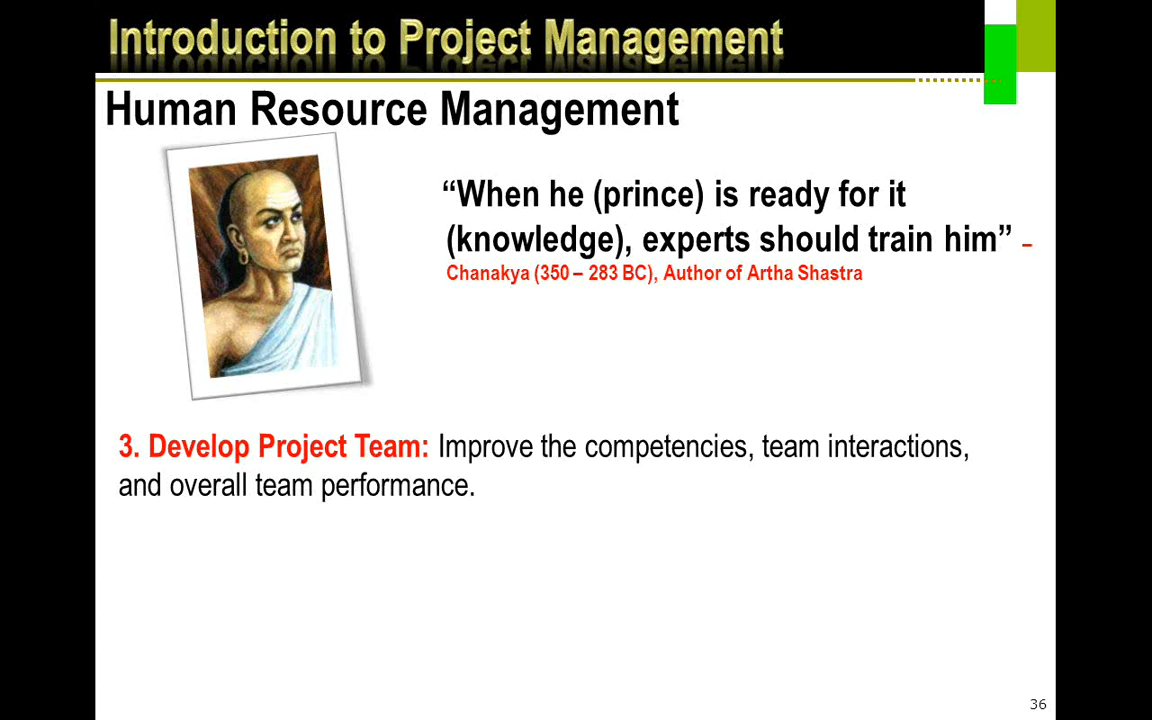 Introduction to Project Management
Human Resource Management
“When he (prince) is ready for it
(knowledge), experts should train him” –
Chanakya (350 – 283 BC), Author of Artha Shastra
3. Develop Project Team: Improve the competencies, team interactions,
and overall team performance.
36